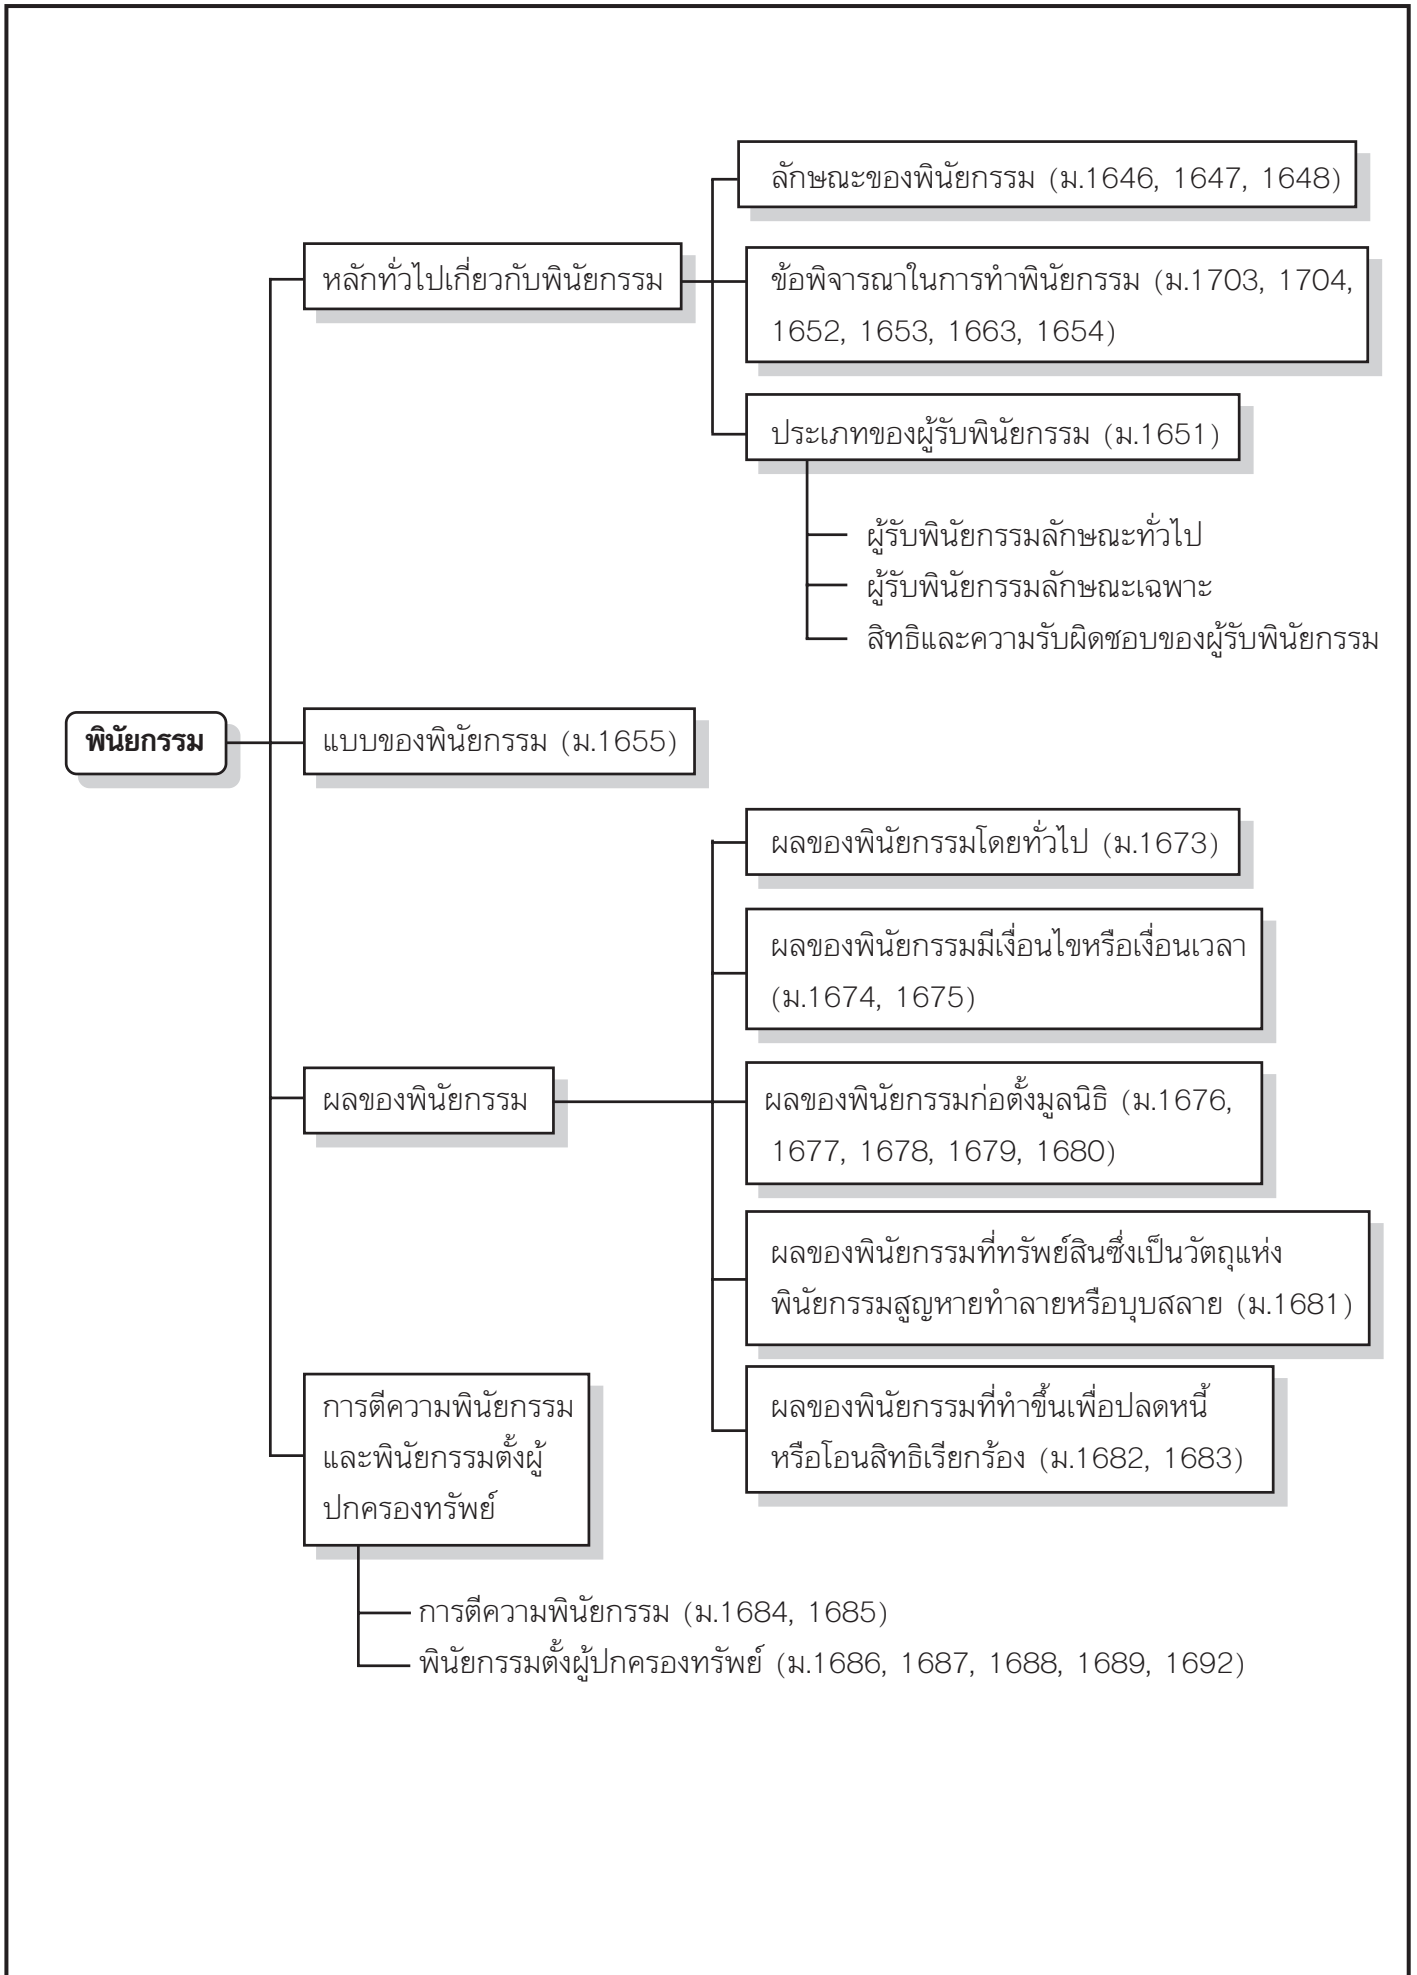 ลักษณะของพินัยกรรม (ม.1646, 1647, 1648)
หลักทั่วไปเกี่ยวกับพินัยกรรม
ข้อพิจารณาในการทำพินัยกรรม (ม.1703, 1704,
1652, 1653, 1663, 1654)
ประเภทของผู้รับพินัยกรรม (ม.1651)
ผู้รับพินัยกรรมลักษณะทั่วไป
ผู้รับพินัยกรรมลักษณะเฉพาะ
สิทธิและความรับผิดชอบของผู้รับพินัยกรรม
พินัยกรรม
แบบของพินัยกรรม (ม.1655)
ผลของพินัยกรรม
ผลของพินัยกรรมโดยทั่วไป (ม.1673)
ผลของพินัยกรรมมีเงื่อนไขหรือเงื่อนเวลา
(ม.1674, 1675)
ผลของพินัยกรรมก่อตั้งมูลนิธิ (ม.1676,
1677, 1678, 1679, 1680)
ผลของพินัยกรรมที่ทรัพย์สินซึ่งเป็นวัตถุแห่ง
พินัยกรรมสูญหายทำลายหรือบุบสลาย (ม.1681)
ผลของพินัยกรรมที่ทำขึ้นเพื่อปลดหนี้
หรือโอนสิทธิเรียกร้อง (ม.1682, 1683)
การตีความพินัยกรรม
และพินัยกรรมตั้งผู้
ปกครองทรัพย์
การตีความพินัยกรรม (ม.1684, 1685)
พินัยกรรมตั้งผู้ปกครองทรัพย์ (ม.1686, 1687, 1688, 1689, 1692)